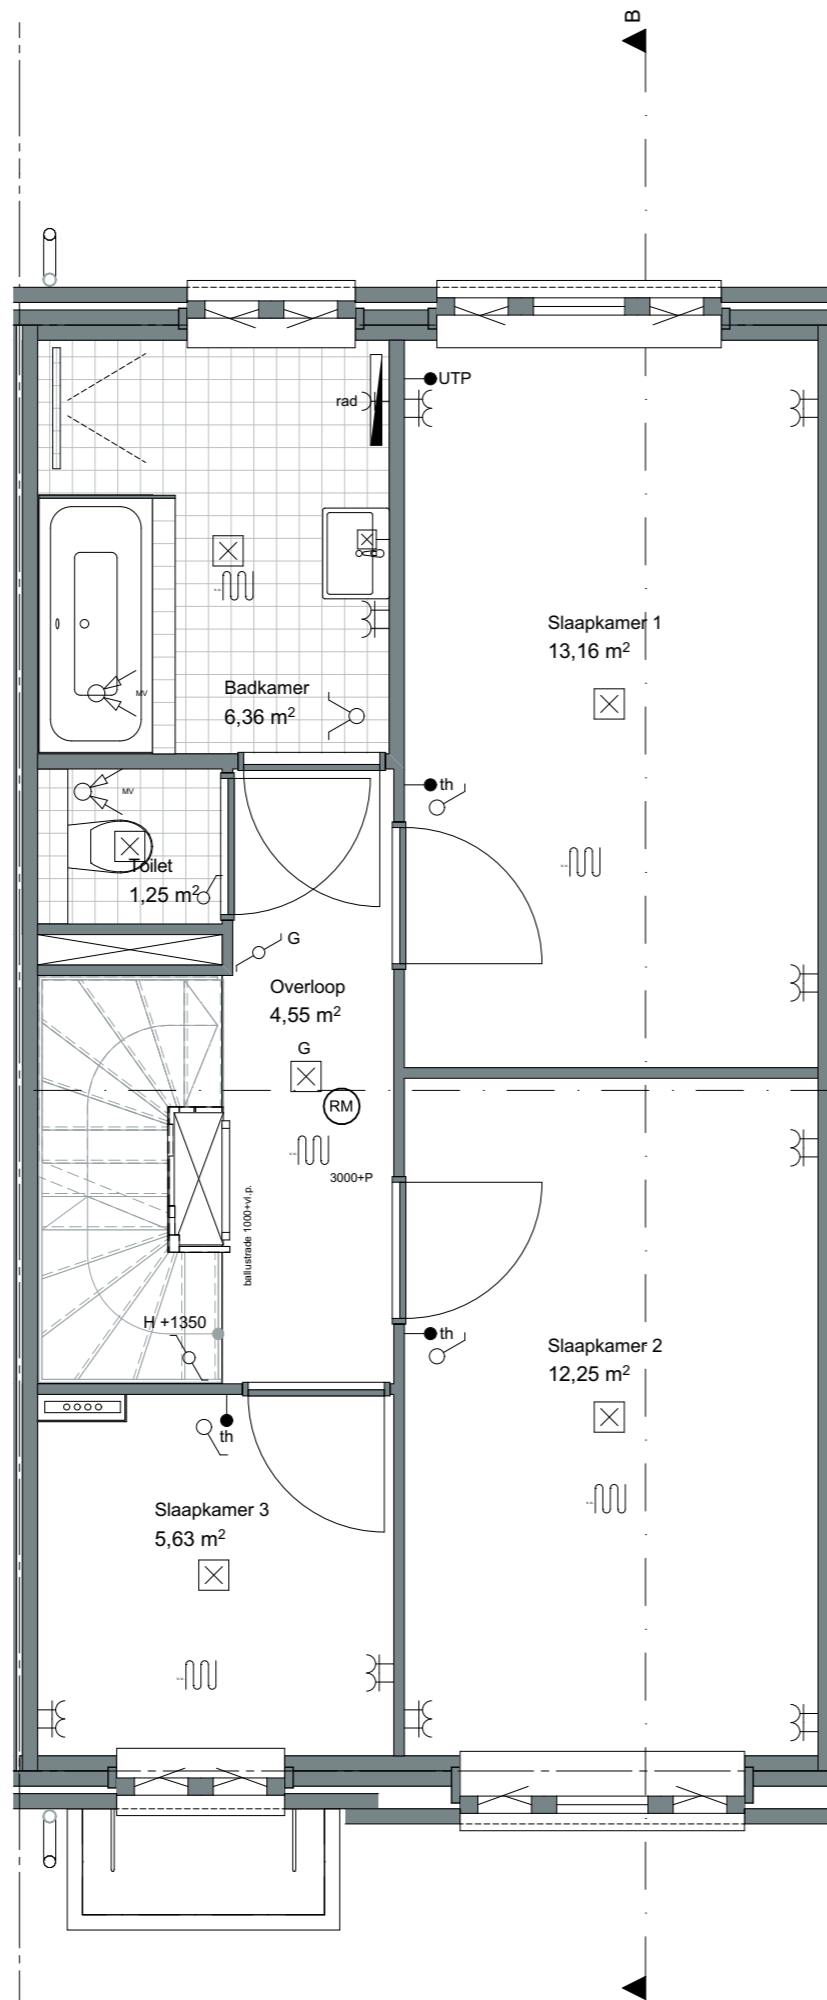 B
UTP
rad
Slaapkamer 1
13,16 m²
Badkamer
6,36 m²
MV
th
MV
Toilet
1,25 m²
G
Overloop
4,55 m²
G
RM
3000+P
ballustrade 1000+vl.p.
H +1350
th
Slaapkamer 2
12,25 m²
th
Slaapkamer 3
5,63 m²